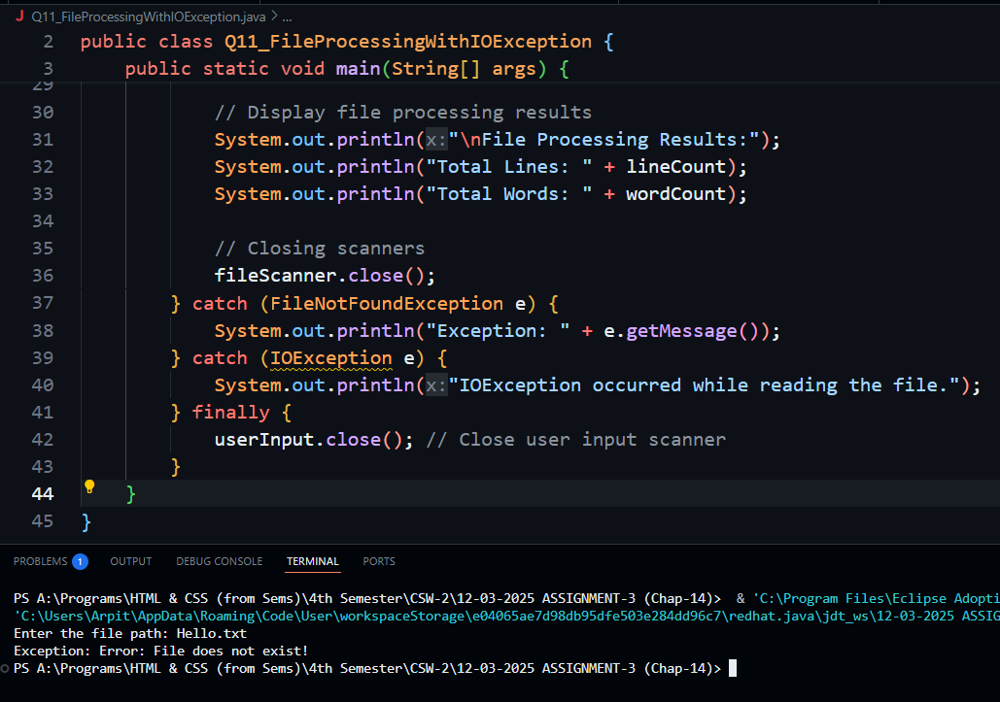 J Q11_FileProcessingWithIOException.java > ...
2 public class Q11_FileProcessingWithIOException {
3     public static void main(String[] args) {
29
30             // Display file processing results
31             System.out.println(x:"\nFile Processing Results:");
32             System.out.println("Total Lines: " + lineCount);
33             System.out.println("Total Words: " + wordCount);
34
35             // Closing scanners
36             fileScanner.close();
37         } catch (FileNotFoundException e) {
38             System.out.println("Exception: " + e.getMessage());
39         } catch (IOException e) {
40             System.out.println(x:"IOException occurred while reading the file.");
41         } finally {
42             userInput.close(); // Close user input scanner
43         }
44     }
45 }
PROBLEMS 1 OUTPUT DEBUG CONSOLE TERMINAL PORTS
PS A:\Programs\HTML & CSS (from Sems)\4th Semester\CSW-2\12-03-2025 ASSIGNMENT-3 (Chap-14)>  & 'C:\Program Files\Eclipse Adopti
'C:\Users\Arpit\AppData\Roaming\Code\User\workspaceStorage\e04065ae7d98db95dfe503e284dd96c7\redhat.java\jdt_ws\12-03-2025 ASSIG
Enter the file path: Hello.txt
Exception: Error: File does not exist!
PS A:\Programs\HTML & CSS (from Sems)\4th Semester\CSW-2\12-03-2025 ASSIGNMENT-3 (Chap-14)>